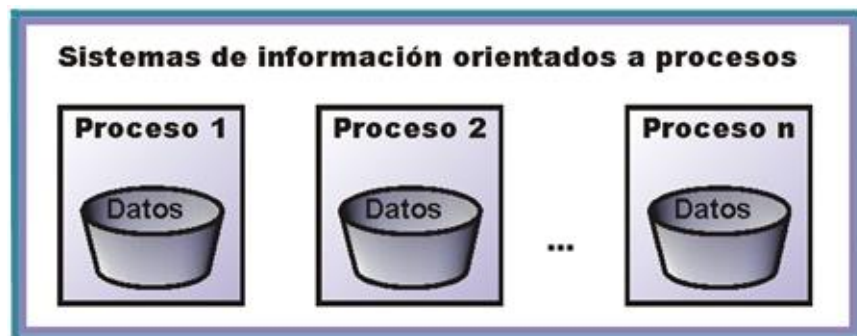 Sistemas de información orientados a procesos
Proceso 1
Datos
Proceso 2
Datos
...
Proceso n
Datos